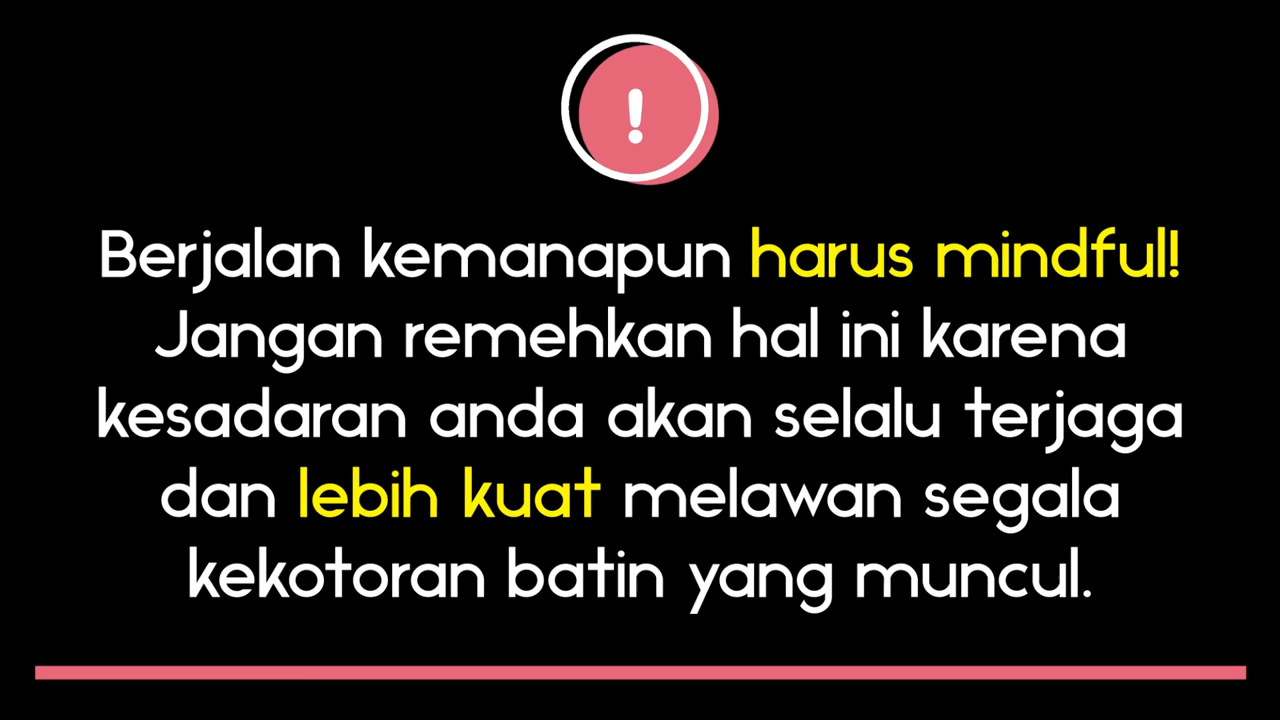 !
Berjalan kemanapun harus mindful!
Jangan remehkan hal ini karena
kesadaran anda akan selalu terjaga
dan lebih kuat melawan segala
kekotoran batin yang muncul.